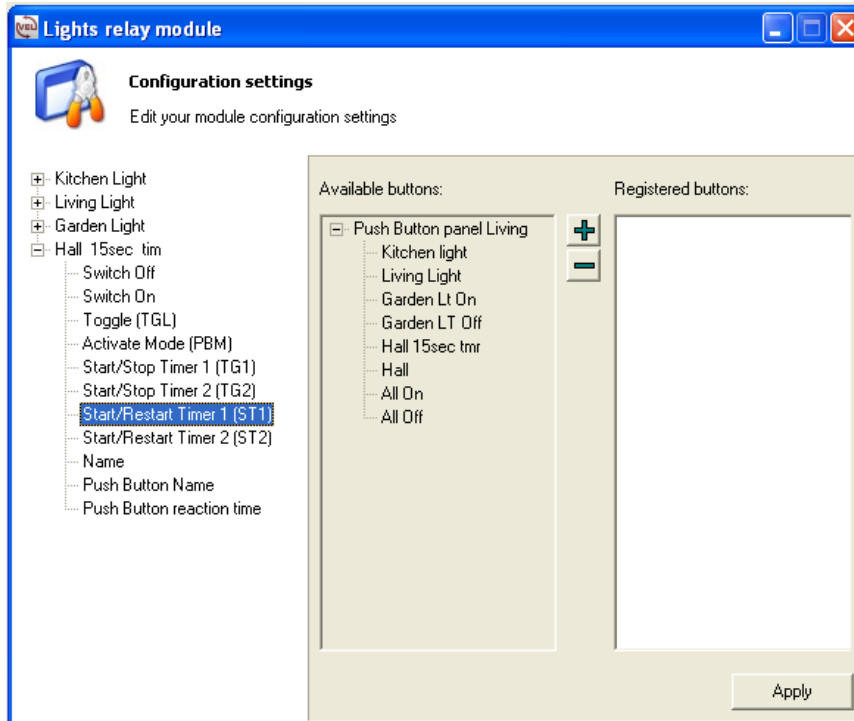 VEL Lights relay module
Configuration settings
Edit your module configuration settings
Kitchen Light
Living Light
Garden Light
Hall 15sec tim
Switch Off
Switch On
Toggle (TGL)
Activate Mode (PBM)
Start/Stop Timer 1 (TG1)
Start/Stop Timer 2 (TG2)
Start/Restart Timer 1 (ST1)
Start/Restart Timer 2 (ST2)
Name
Push Button Name
Push Button reaction time
Available buttons:
Push Button panel Living
Kitchen light
Living Light
Garden Lt On
Garden LT Off
Hall 15sec tmr
Hall
All On
All Off
Registered buttons:
Apply